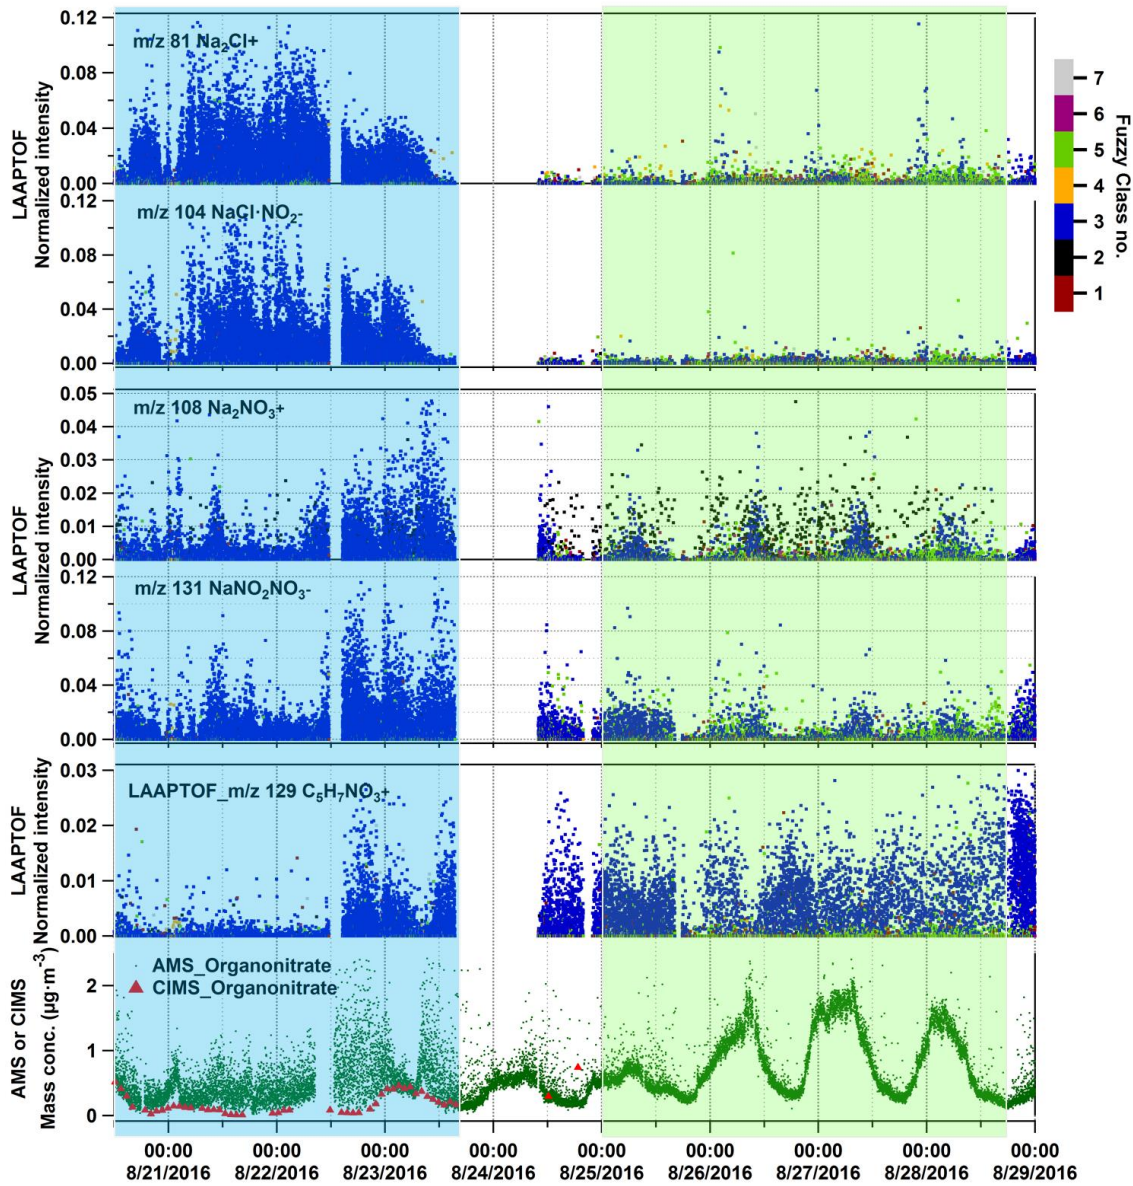 LAAPTOF
Normalized intensity
0.12
0.08
0.04
0.00
m/z 81 Na₂Cl+
0.12
0.08
0.04
0.00
m/z 104 NaCl·NO₂-
LAAPTOF
Normalized intensity
0.05
0.04
0.03
0.02
0.01
0.00
m/z 108 Na₂NO₃+
0.12
0.08
0.04
0.00
m/z 131 NaNO₂NO₃-
LAAPTOF
Normalized intensity
0.03
0.02
0.01
0.00
LAAPTOF_m/z 129 C₅H₇NO₃+
AMS or CIMS
Mass conc. (µg·m⁻³)
2
1
0
AMS_Organonitrate
CIMS_Organonitrate
00:00 00:00 00:00 00:00 00:00 00:00 00:00 00:00 00:00
8/21/2016 8/22/2016 8/23/2016 8/24/2016 8/25/2016 8/26/2016 8/27/2016 8/28/2016 8/29/2016
7
6
5
4
3
2
1
Fuzzy Class no.